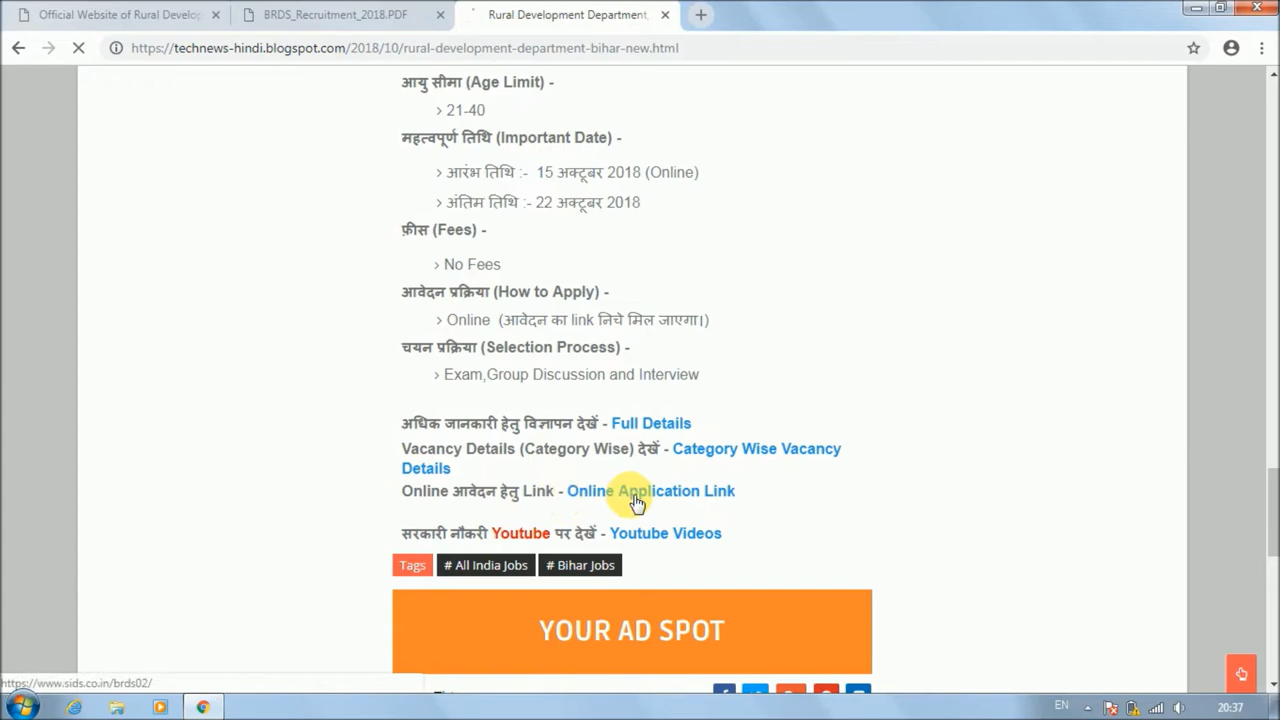 Official Website of Rural Develop
BRDS_Recruitment_2018.PDF
Rural Development Department,
https://technews-hindi.blogspot.com/2018/10/rural-development-department-bihar-new.html
आयु सीमा (Age Limit) -
21-40
महत्वपूर्ण तिथि (Important Date) -
आरंभ तिथि :- 15 अक्टूबर 2018 (Online)
अंतिम तिथि :- 22 अक्टूबर 2018
फ़ीस (Fees) -
No Fees
आवेदन प्रक्रिया (How to Apply) -
Online (आवेदन का link निचे मिल जाएगा।)
चयन प्रक्रिया (Selection Process) -
Exam,Group Discussion and Interview
अधिक जानकारी हेतु विज्ञापन देखें - Full Details
Vacancy Details (Category Wise) देखें - Category Wise Vacancy
Details
Online आवेदन हेतु Link - Online Application Link
सरकारी नौकरी Youtube पर देखें - Youtube Videos
Tags # All India Jobs # Bihar Jobs
YOUR AD SPOT
https://www.sids.co.in/brds02/
EN 20:37